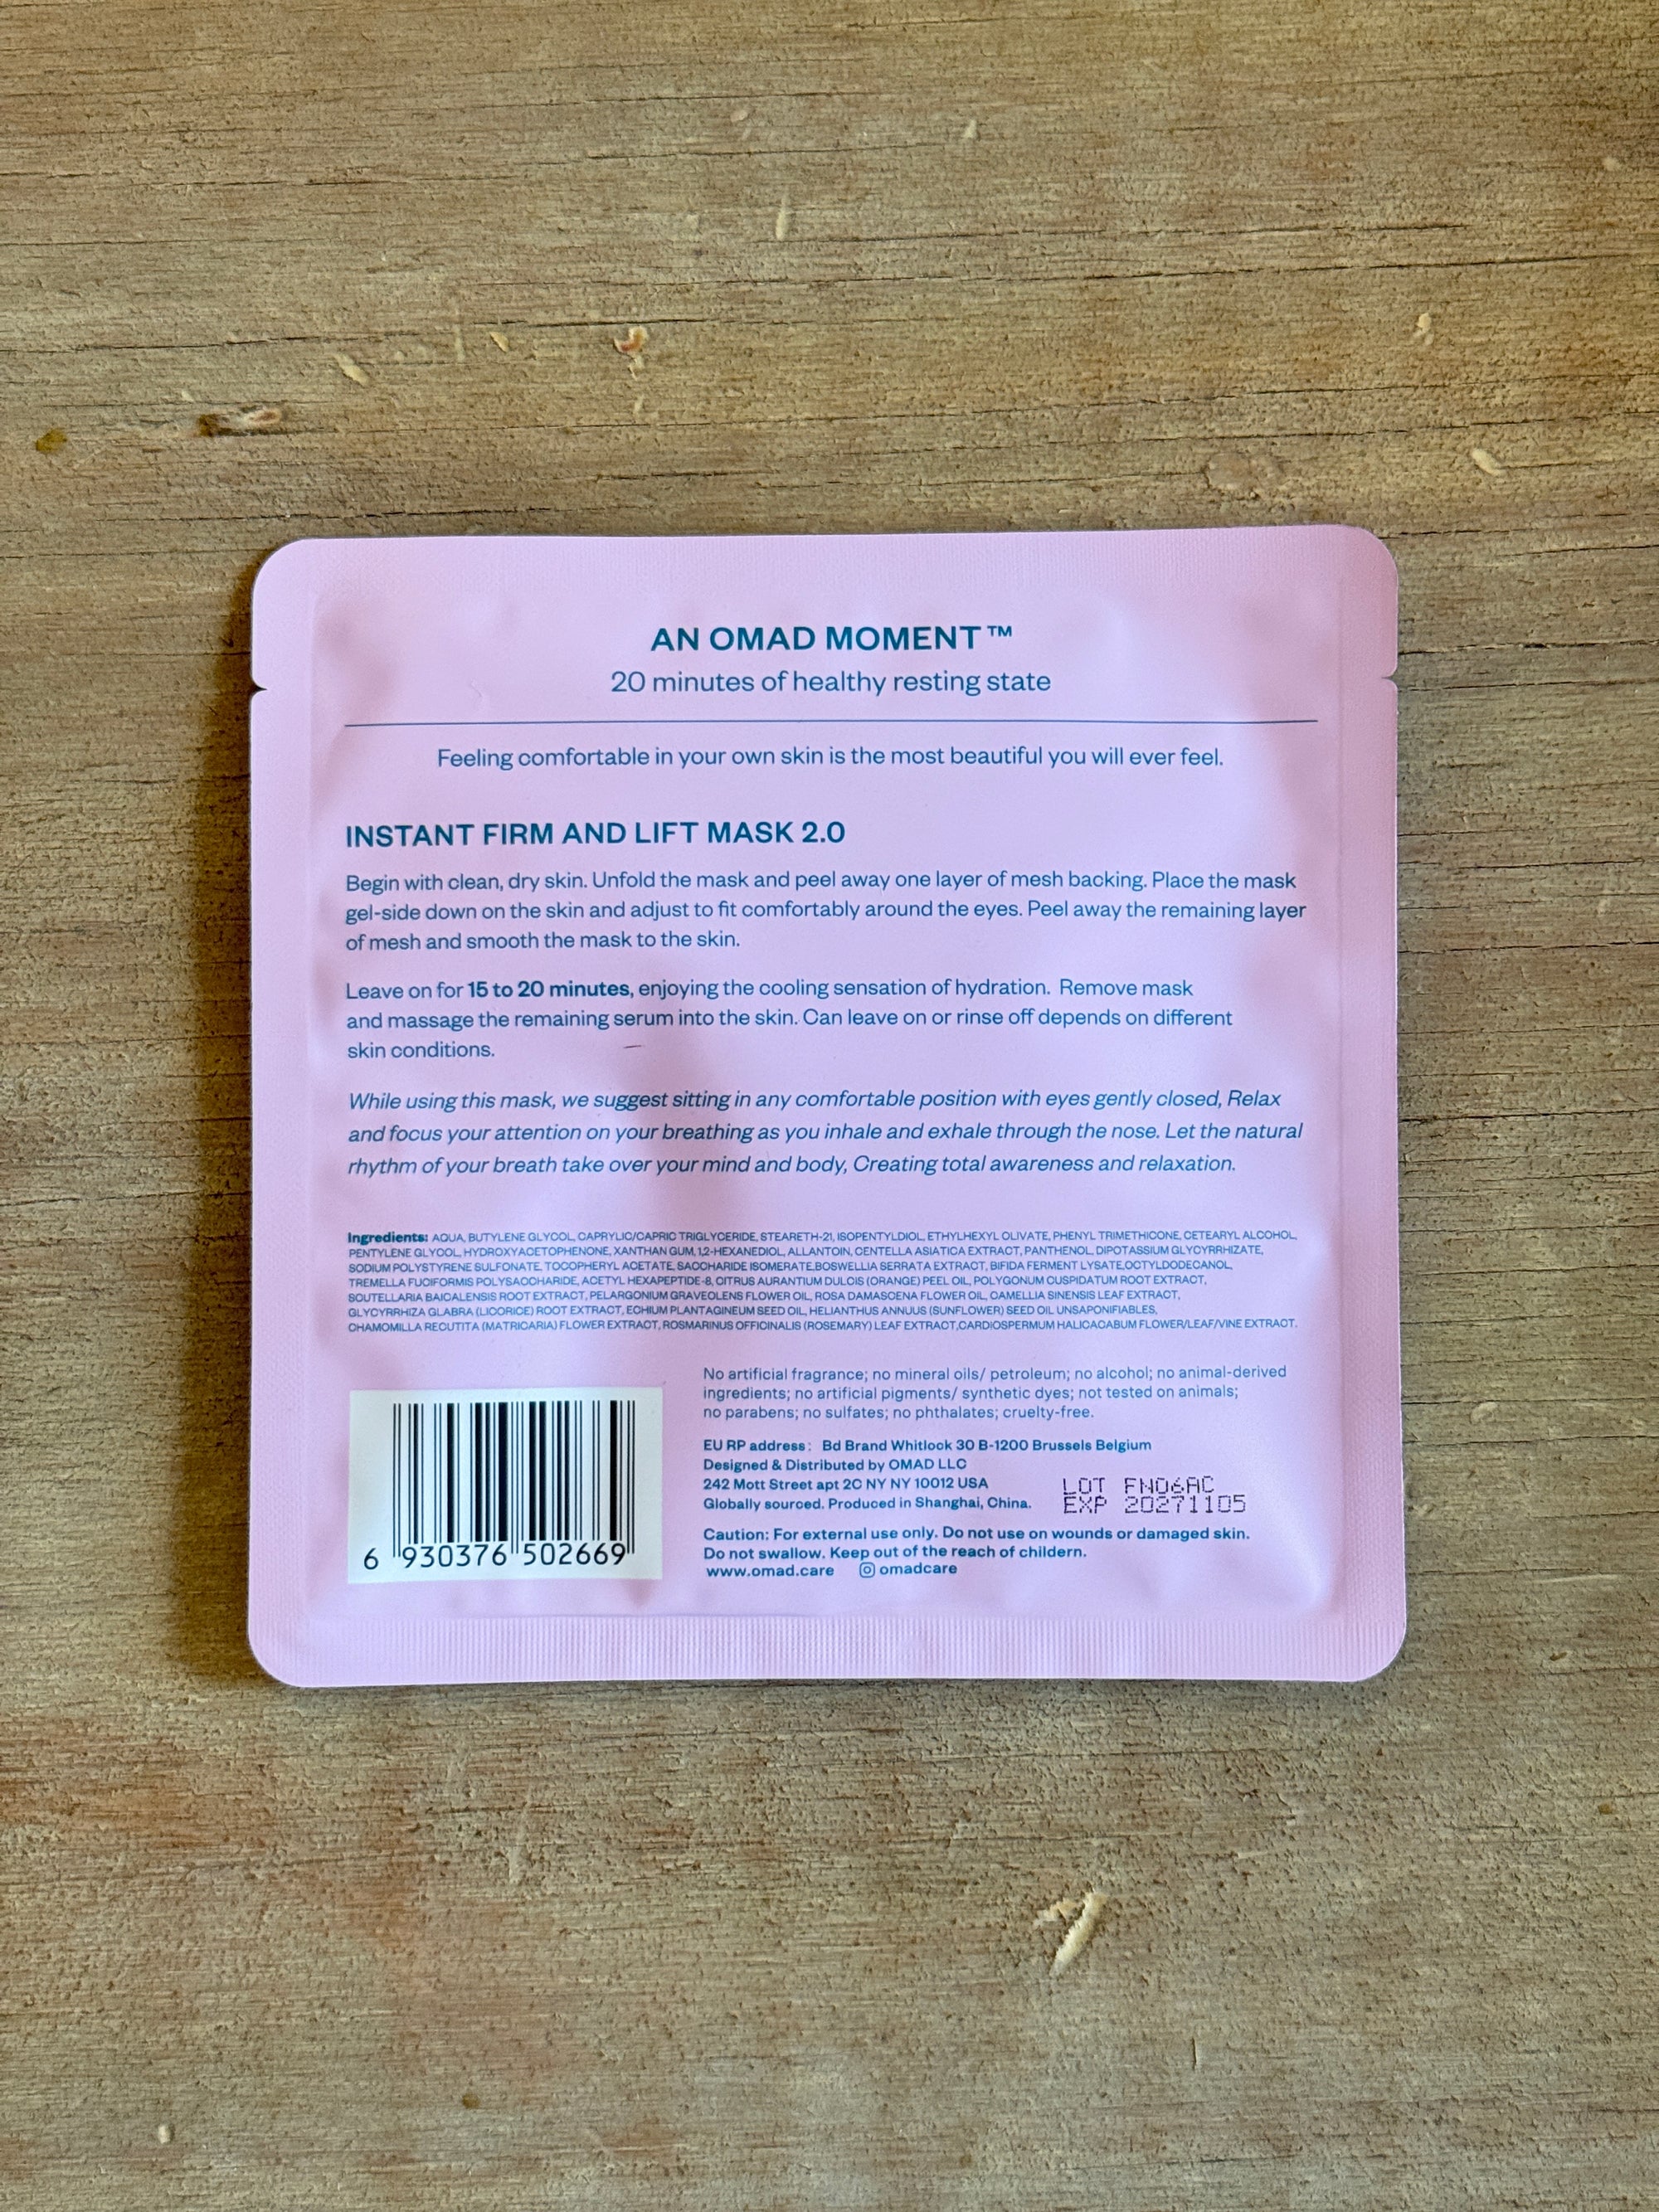 AN OMAD MOMENT™
20 minutes of healthy resting state
Feeling comfortable in your own skin is the most beautiful you will ever feel.
INSTANT FIRM AND LIFT MASK 2.0
Begin with clean, dry skin. Unfold the mask and peel away one layer of mesh backing. Place the mask
gel-side down on the skin and adjust to fit comfortably around the eyes. Peel away the remaining layer
of mesh and smooth the mask to the skin.
Leave on for 15 to 20 minutes, enjoying the cooling sensation of hydration. Remove mask
and massage the remaining serum into the skin. Can leave on or rinse off depends on different
skin conditions.
While using this mask, we suggest sitting in any comfortable position with eyes gently closed, Relax
and focus your attention on your breathing as you inhale and exhale through the nose. Let the natural
rhythm of your breath take over your mind and body, Creating total awareness and relaxation.
Ingredients: AQUA, BUTYLENE GLYCOL, CAPRYLIC/CAPRIC TRIGLYCERIDE, STEARETH-21, ISOPENTYLDIOL, ETHYLHEXYL OLIVATE, PHENYL TRIMETHICONE, CETEARYL ALCOHOL,
PENTYLENE GLYCOL, HYDROXYACETOPHENONE, XANTHAN GUM, 1,2-HEXANEDIOL, ALLANTOIN, CENTELLA ASIATICA EXTRACT, PANTHENOL, DIPOTASSIUM GLYCYRRHIZATE,
SODIUM POLYSTYRENE SULFONATE, TOCOPHERYL ACETATE, SACCHARIDE ISOMERATE,BOSWELLIA SERRATA EXTRACT, BIFIDA FERMENT LYSATE,OCTYLDODECANOL,
TREMELLA FUCIFORMIS POLYSACCHARIDE, ACETYL HEXAPEPTIDE-8, CITRUS AURANTIUM DULCIS (ORANGE) PEEL OIL, POLYGONUM CUSPIDATUM ROOT EXTRACT,
SCUTELLARIA BAICALENSIS ROOT EXTRACT, PELARGONIUM GRAVEOLENS FLOWER OIL, ROSA DAMASCENA FLOWER OIL, CAMELLIA SINENSIS LEAF EXTRACT,
GLYCYRRHIZA GLABRA (LICORICE) ROOT EXTRACT, ECHIUM PLANTAGINEUM SEED OIL, HELIANTHUS ANNUUS (SUNFLOWER) SEED OIL UNSAPONIFIABLES,
CHAMOMILLA RECUTITA (MATRICARIA) FLOWER EXTRACT, ROSMARINUS OFFICINALIS (ROSEMARY) LEAF EXTRACT,CARDIOSPERMUM HALICACABUM FLOWER/LEAF/VINE EXTRACT.
No artificial fragrance; no mineral oils/ petroleum; no alcohol; no animal-derived
ingredients; no artificial pigments/ synthetic dyes; not tested on animals;
no parabens; no sulfates; no phthalates; cruelty-free.
EU RP address: Bd Brand Whitlock 30 B-1200 Brussels Belgium
Designed & Distributed by OMAD LLC
242 Mott Street apt 2C NY NY 10012 USA
Globally sourced. Produced in Shanghai, China.
LOT FN06AC
EXP 20271105
Caution: For external use only. Do not use on wounds or damaged skin.
Do not swallow. Keep out of the reach of childern.
www.omad.care omadcare
6 930376 502669